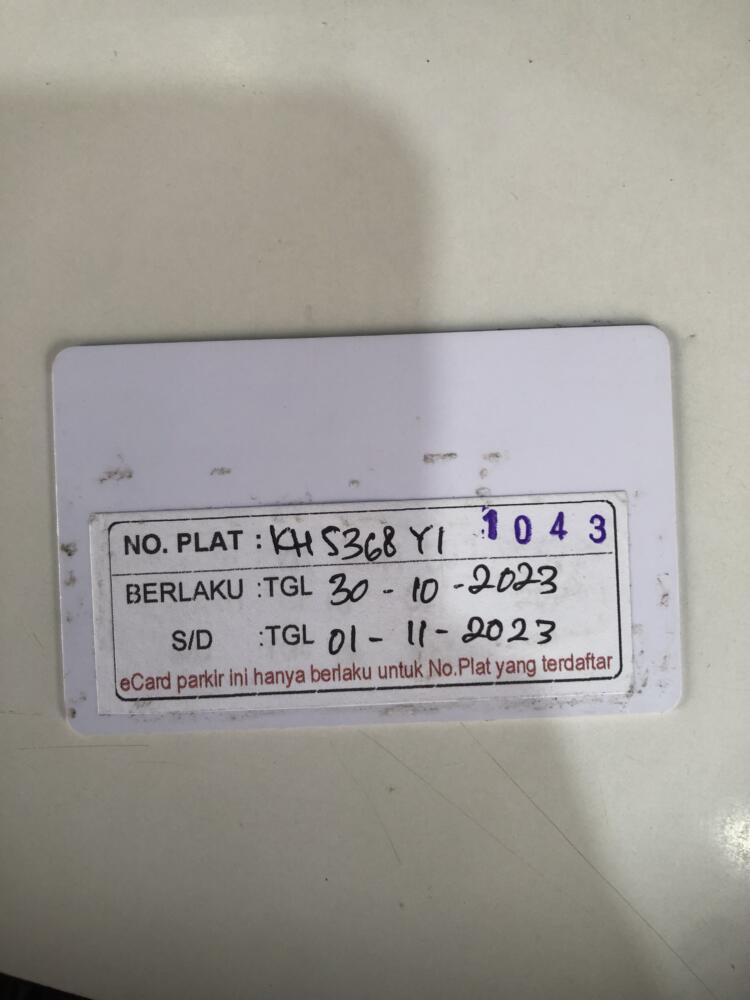 NO. PLAT : KH 5368 YI 1043
BERLAKU :TGL 30 - 10 - 2023
S/D :TGL 01 - 11 - 2023
eCard parkir ini hanya berlaku untuk No.Plat yang terdaftar